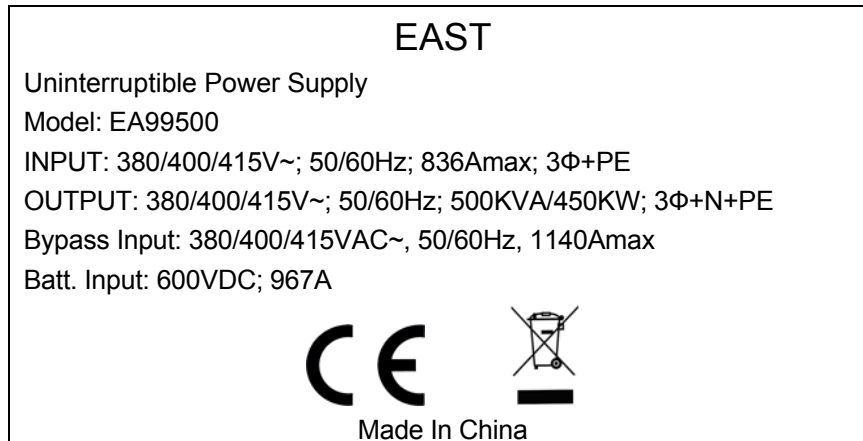 EAST
Uninterruptible Power Supply
Model: EA99500
INPUT: 380/400/415V~; 50/60Hz; 836Amax; 3Φ+PE
OUTPUT: 380/400/415V~; 50/60Hz; 500KVA/450KW; 3Φ+N+PE
Bypass Input: 380/400/415VAC~, 50/60Hz, 1140Amax
Batt. Input: 600VDC; 967A
CE
Made In China